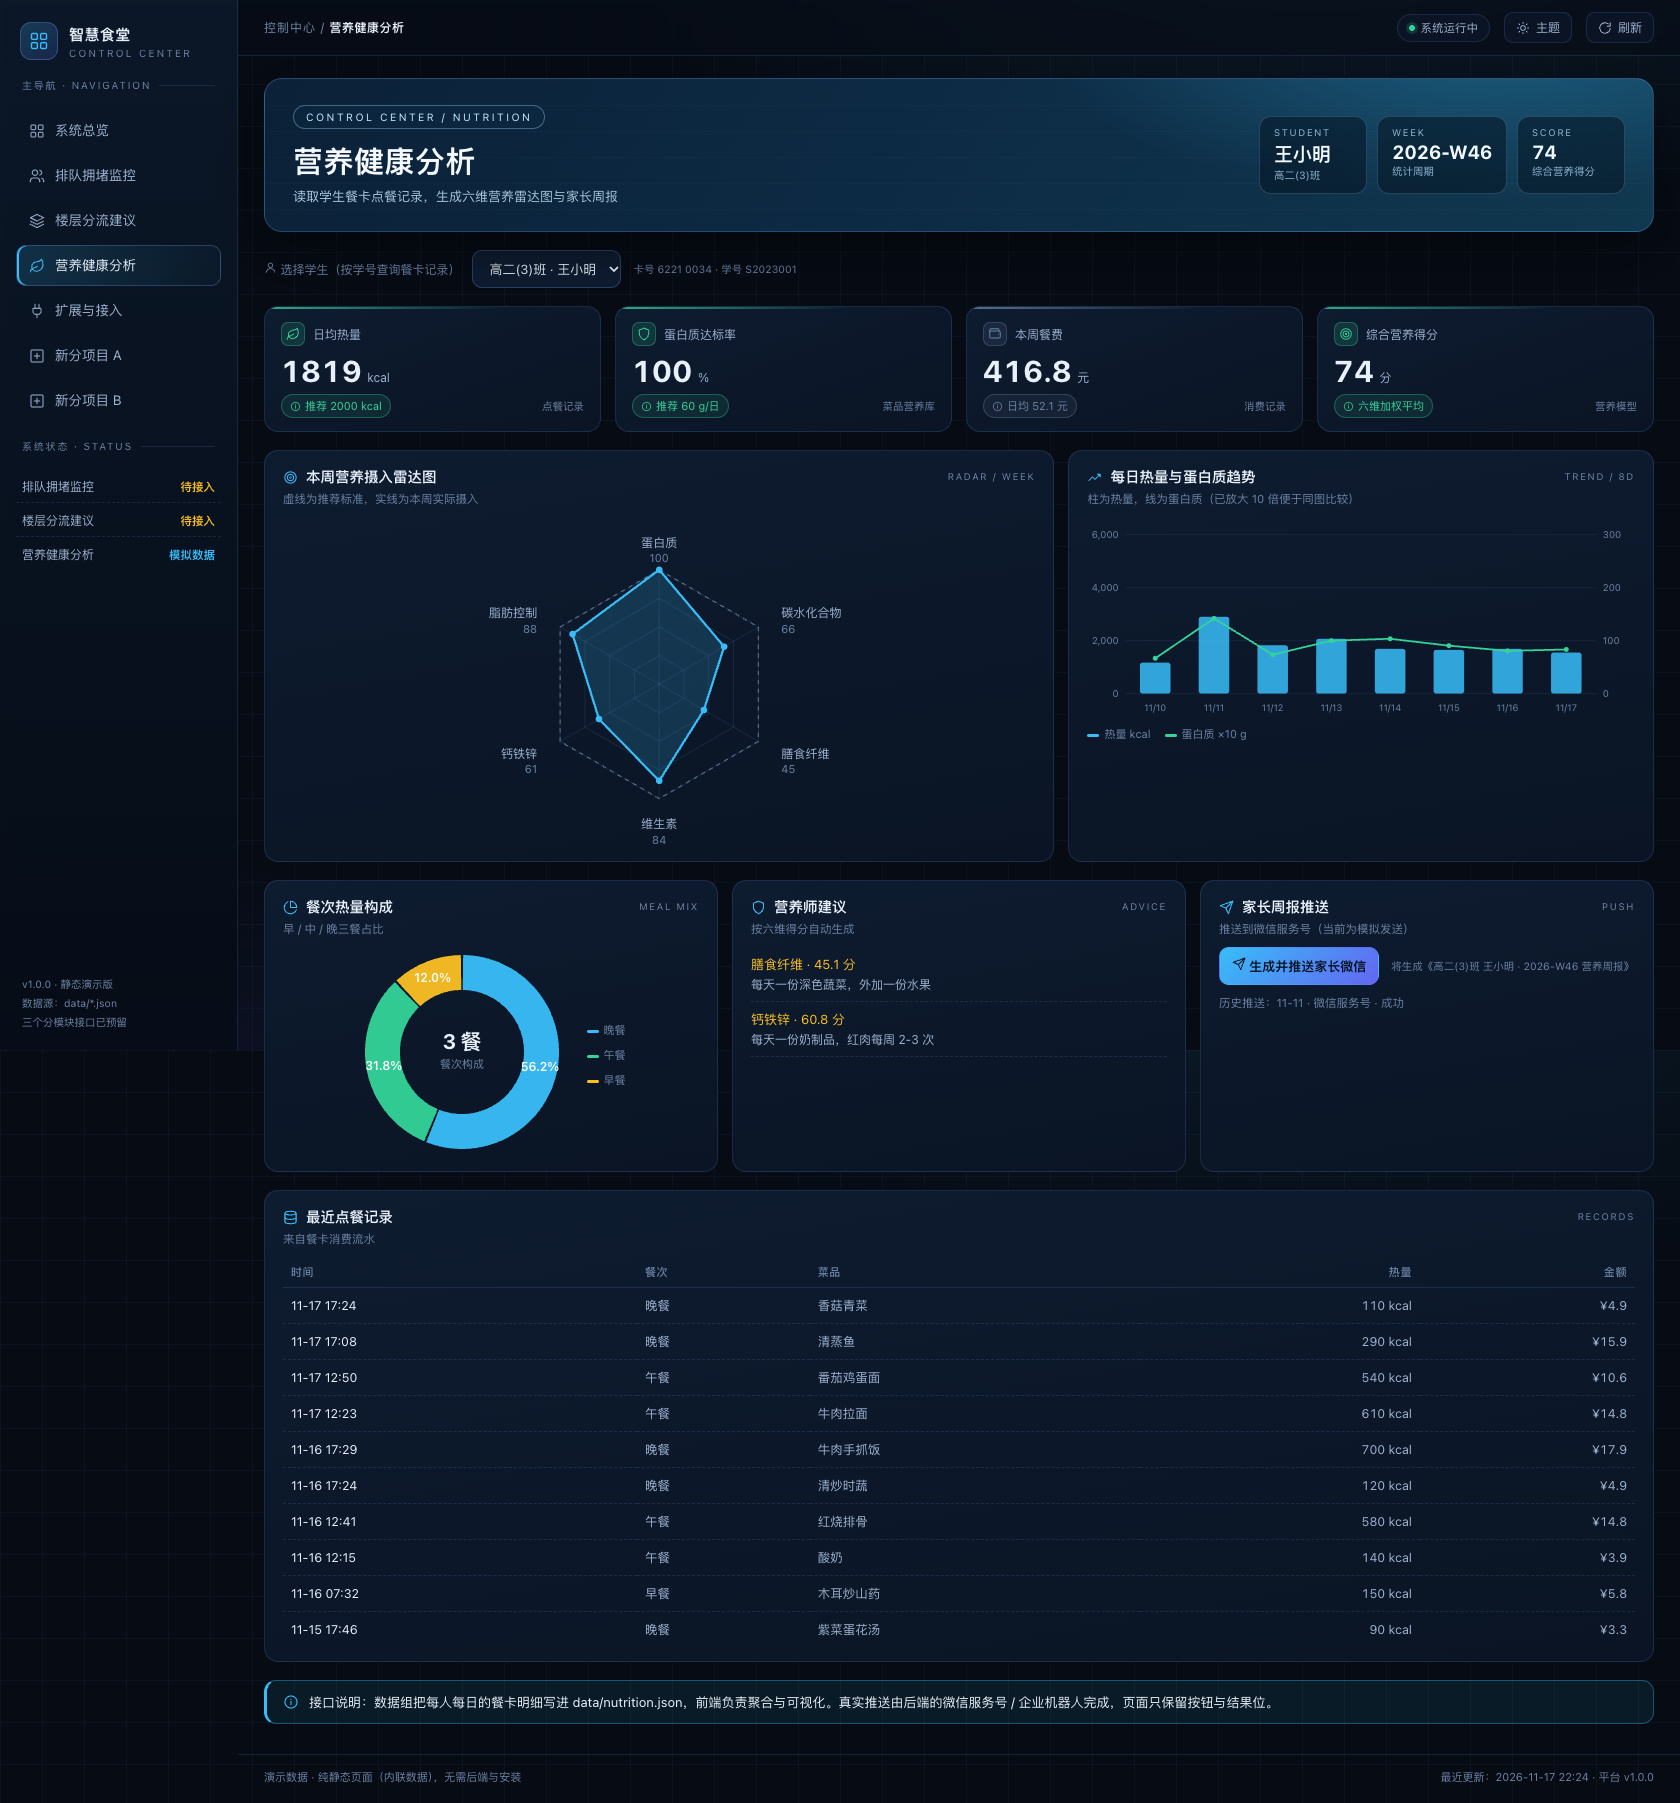 智慧食堂
CONTROL CENTER
主导航 · NAVIGATION
系统总览
排队拥堵监控
楼层分流建议
营养健康分析
扩展与接入
新分项目 A
新分项目 B
系统状态 · STATUS
排队拥堵监控 待接入
楼层分流建议 待接入
营养健康分析 模拟数据
v1.0.0 · 静态演示版
数据源：data/*.json
三个分模块接口已预留
控制中心 / 营养健康分析
系统运行中
主题
刷新
CONTROL CENTER / NUTRITION
营养健康分析
读取学生餐卡点餐记录，生成六维营养雷达图与家长周报
STUDENT
王小明
高二(3)班
WEEK
2026-W46
统计周期
SCORE
74
综合营养得分
选择学生（按学号查询餐卡记录） 高二(3)班 · 王小明 卡号 6221 0034 · 学号 S2023001
日均热量
1819 kcal
推荐 2000 kcal 点餐记录
蛋白质达标率
100 %
推荐 60 g/日 菜品营养库
本周餐费
416.8 元
日均 52.1 元 消费记录
综合营养得分
74 分
六维加权平均 营养模型
本周营养摄入雷达图 RADAR / WEEK
虚线为推荐标准，实线为本周实际摄入
蛋白质
100
脂肪控制
88
碳水化合物
66
钙铁锌
61
膳食纤维
45
维生素
84
每日热量与蛋白质趋势 TREND / 8D
柱为热量，线为蛋白质（已放大 10 倍便于同图比较）
6,000 300
4,000 200
2,000 100
0 0
11/10 11/11 11/12 11/13 11/14 11/15 11/16 11/17
热量 kcal 蛋白质 ×10 g
餐次热量构成 MEAL MIX
早 / 中 / 晚三餐占比
12.0%
31.8%
56.2%
3 餐
餐次构成
晚餐
午餐
早餐
营养师建议 ADVICE
按六维得分自动生成
膳食纤维 · 45.1 分
每天一份深色蔬菜，外加一份水果
钙铁锌 · 60.8 分
每天一份奶制品，红肉每周 2-3 次
家长周报推送 PUSH
推送到微信服务号（当前为模拟发送）
生成并推送家长微信 将生成《高二(3)班 王小明 · 2026-W46 营养周报》
历史推送：11-11 · 微信服务号 · 成功
最近点餐记录 RECORDS
来自餐卡消费流水
时间 餐次 菜品 热量 金额
11-17 17:24 晚餐 香菇青菜 110 kcal ¥4.9
11-17 17:08 晚餐 清蒸鱼 290 kcal ¥15.9
11-17 12:50 午餐 番茄鸡蛋面 540 kcal ¥10.6
11-17 12:23 午餐 牛肉拉面 610 kcal ¥14.8
11-16 17:29 晚餐 牛肉手抓饭 700 kcal ¥17.9
11-16 17:24 晚餐 清炒时蔬 120 kcal ¥4.9
11-16 12:41 午餐 红烧排骨 580 kcal ¥14.8
11-16 12:15 午餐 酸奶 140 kcal ¥3.9
11-16 07:32 早餐 木耳炒山药 150 kcal ¥5.8
11-15 17:46 晚餐 紫菜蛋花汤 90 kcal ¥3.3
接口说明：数据组把每人每日的餐卡明细写进 data/nutrition.json，前端负责聚合与可视化。真实推送由后端的微信服务号 / 企业机器人完成，页面只保留按钮与结果位。
演示数据 · 纯静态页面（内联数据），无需后端与安装
最近更新：2026-11-17 22:24 · 平台 v1.0.0